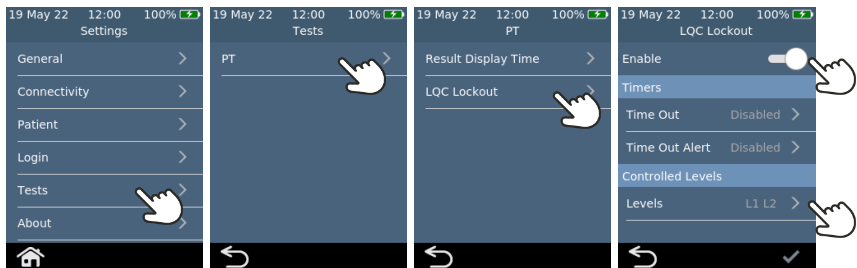 19 May 22 12:00 100%
Settings
General
Connectivity
Patient
Login
Tests
About
19 May 22 12:00 100%
Tests
PT
19 May 22 12:00 100%
PT
Result Display Time
LQC Lockout
19 May 22 12:00 100%
LQC Lockout
Enable
Timers
Time Out Disabled
Time Out Alert Disabled
Controlled Levels
Levels L1 L2